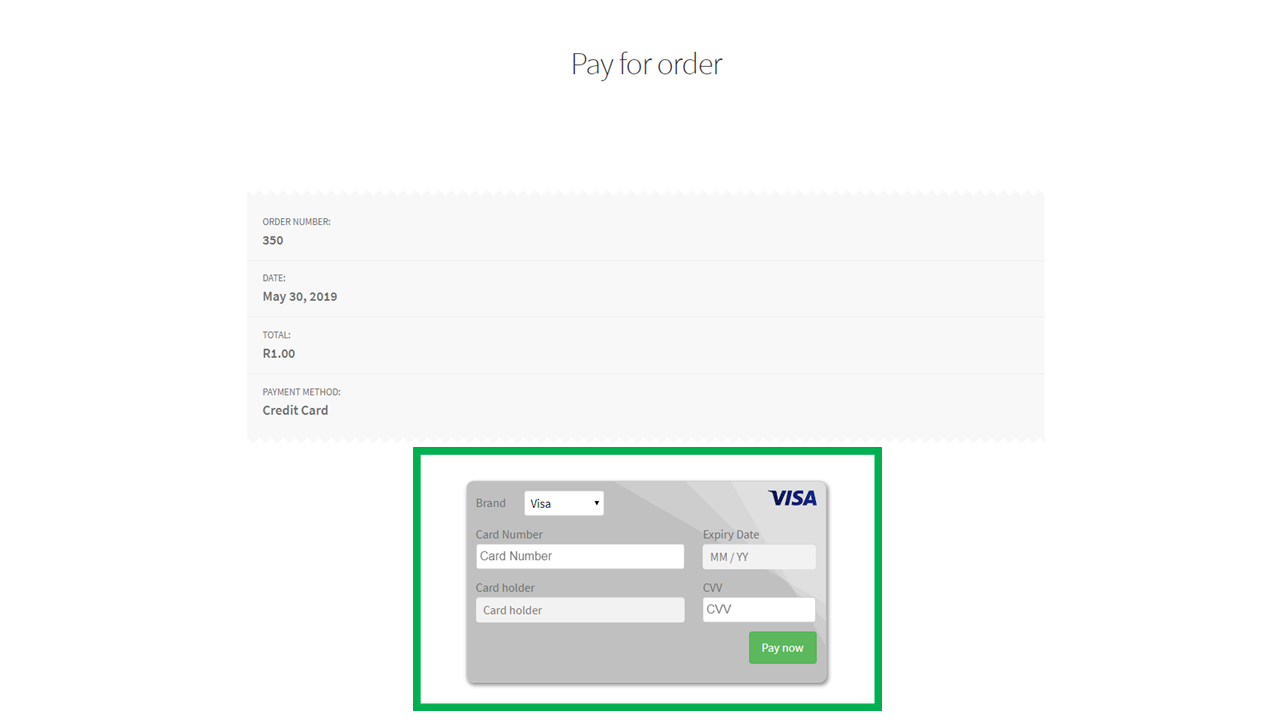 Pay for order
ORDER NUMBER:
350
DATE:
May 30, 2019
TOTAL:
R1.00
PAYMENT METHOD:
Credit Card
Brand Visa VISA
Card Number Expiry Date
Card Number MM / YY
Card holder CVV
Card holder CVV
Pay now